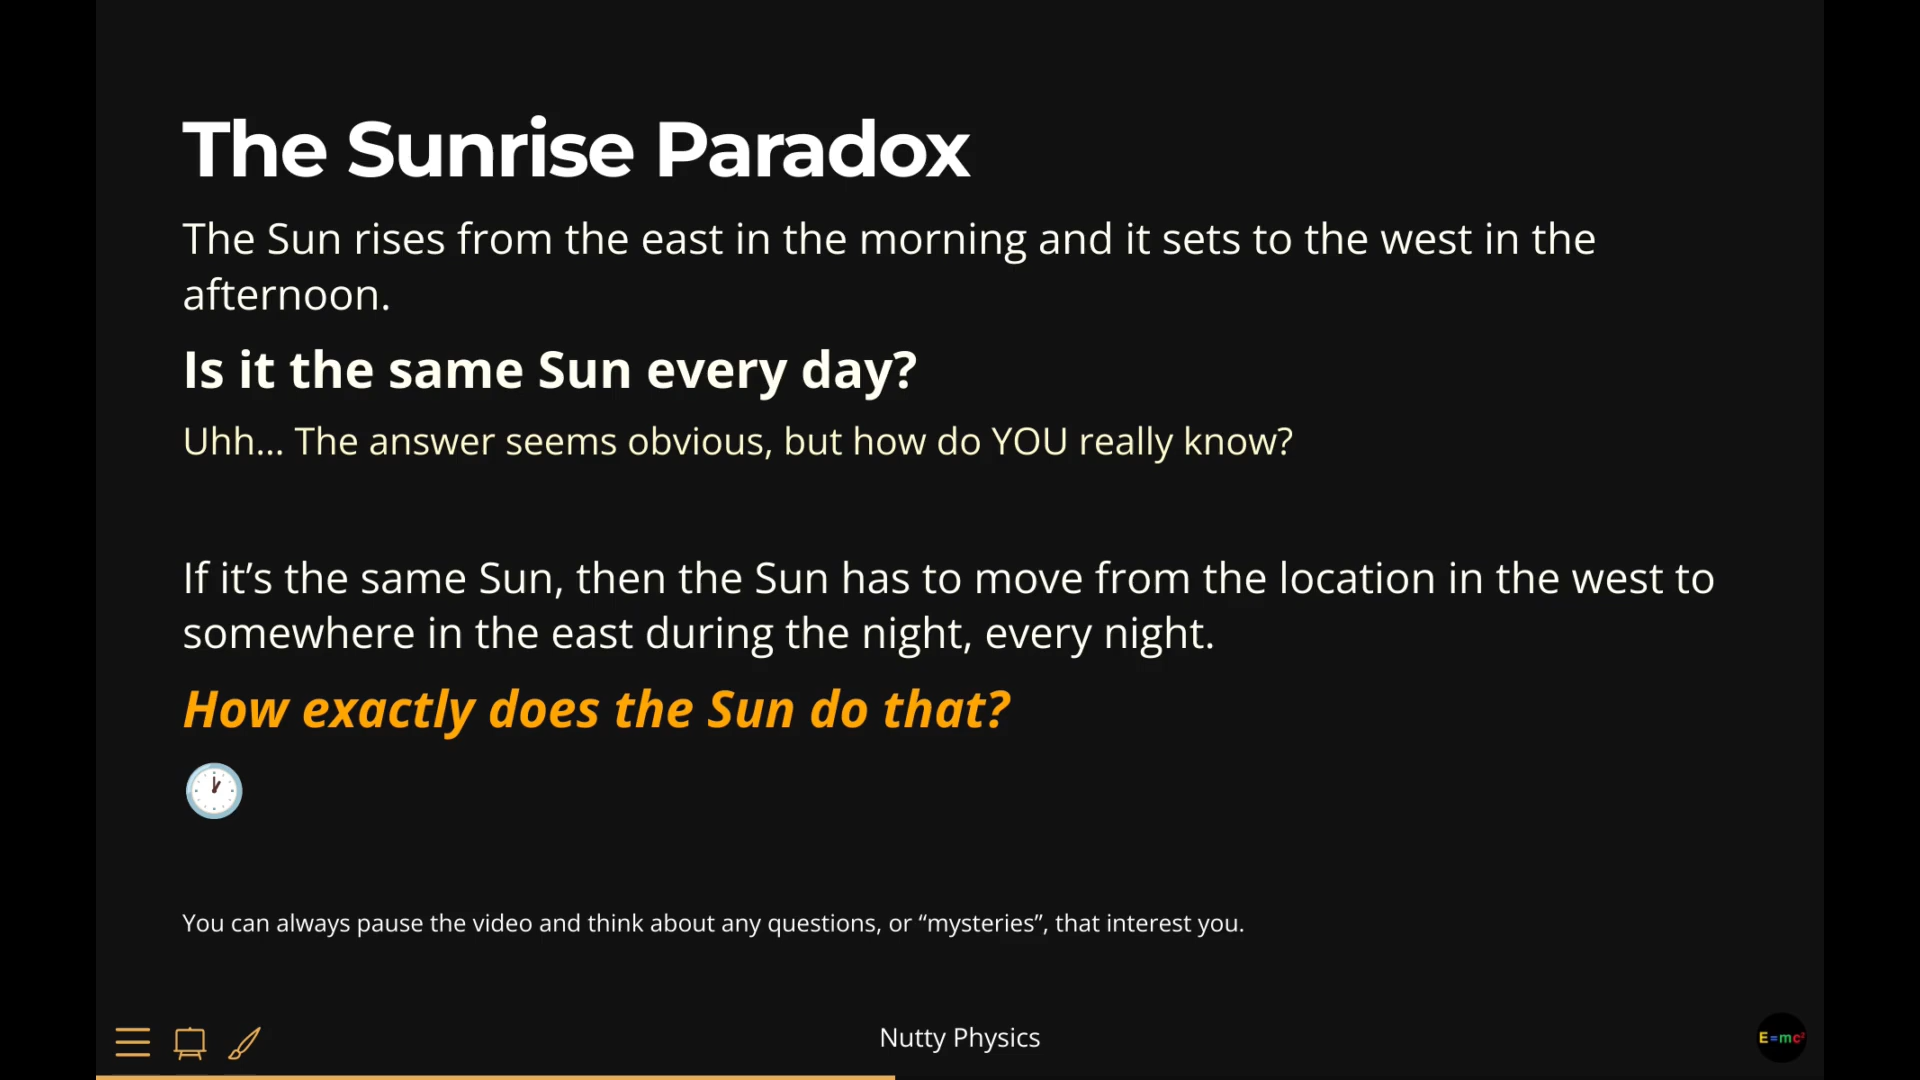 The Sunrise Paradox
The Sun rises from the east in the morning and it sets to the west in the
afternoon.
Is it the same Sun every day?
Uhh... The answer seems obvious, but how do YOU really know?
If it’s the same Sun, then the Sun has to move from the location in the west to
somewhere in the east during the night, every night.
How exactly does the Sun do that?
You can always pause the video and think about any questions, or “mysteries”, that interest you.
Nutty Physics
E=mc²